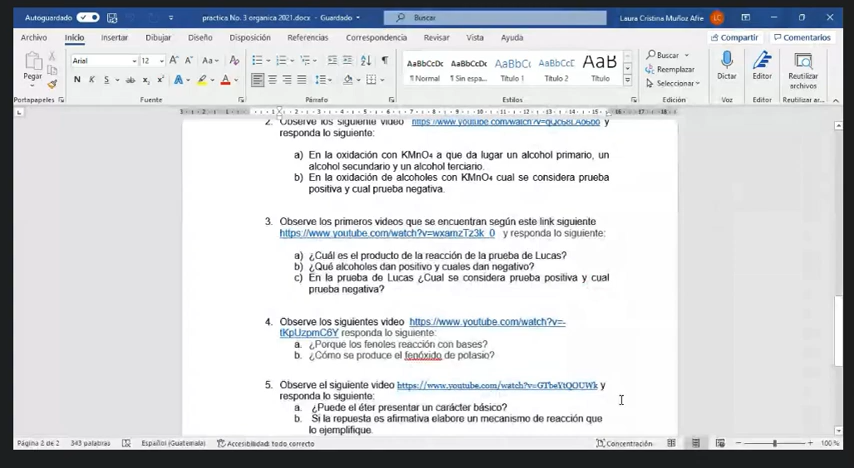 Autoguardado
practica No. 3 organica 2021.docx - Guardado
Buscar
Laura Cristina Muñoz Afre
LC
Archivo Inicio Insertar Dibujar Diseño Disposición Referencias Correspondencia Revisar Vista Ayuda Compartir Comentarios
Pegar
Arial 12
N K S
AaBbCcDc AaBbCcDc AaBbCc AaBbCcC AaB
¶ Normal ¶ Sin espa... Título 1 Título 2 Título
Buscar
Reemplazar
Seleccionar
Dictar
Editor
Reutilizar
archivos
Portapapeles Fuente Párrafo Estilos Edición Voz Editor Reutilizar ar...
2. Observe los siguiente video y
responda lo siguiente:
a) En la oxidación con KMnO₄ a que da lugar un alcohol primario, un
alcohol secundario y un alcohol terciario.
b) En la oxidación de alcoholes con KMnO₄ cual se considera prueba
positiva y cual prueba negativa.
3. Observe los primeros videos que se encuentran según este link siguiente
https://www.youtube.com/watch?v=wxamzTz3k_0 y responda lo siguiente:
a) ¿Cuál es el producto de la reacción de la prueba de Lucas?
b) ¿Qué alcoholes dan positivo y cuales dan negativo?
c) En la prueba de Lucas ¿Cual se considera prueba positiva y cual
prueba negativa?
4. Observe los siguientes video https://www.youtube.com/watch?v=-
tKpUzpmC6Y responda lo siguiente:
a. ¿Porque los fenoles reacción con bases?
b. ¿Cómo se produce el fenóxido de potasio?
5. Observe el siguiente video https://www.youtube.com/watch?v=GTbeYtQOUWk y
responda lo siguiente:
a. ¿Puede el éter presentar un carácter básico?
b. Si la repuesta es afirmativa elabore un mecanismo de reacción que
lo ejemplifique.
Página 2 de 2 343 palabras Español (Guatemala) Accesibilidad: todo correcto Concentración 100 %